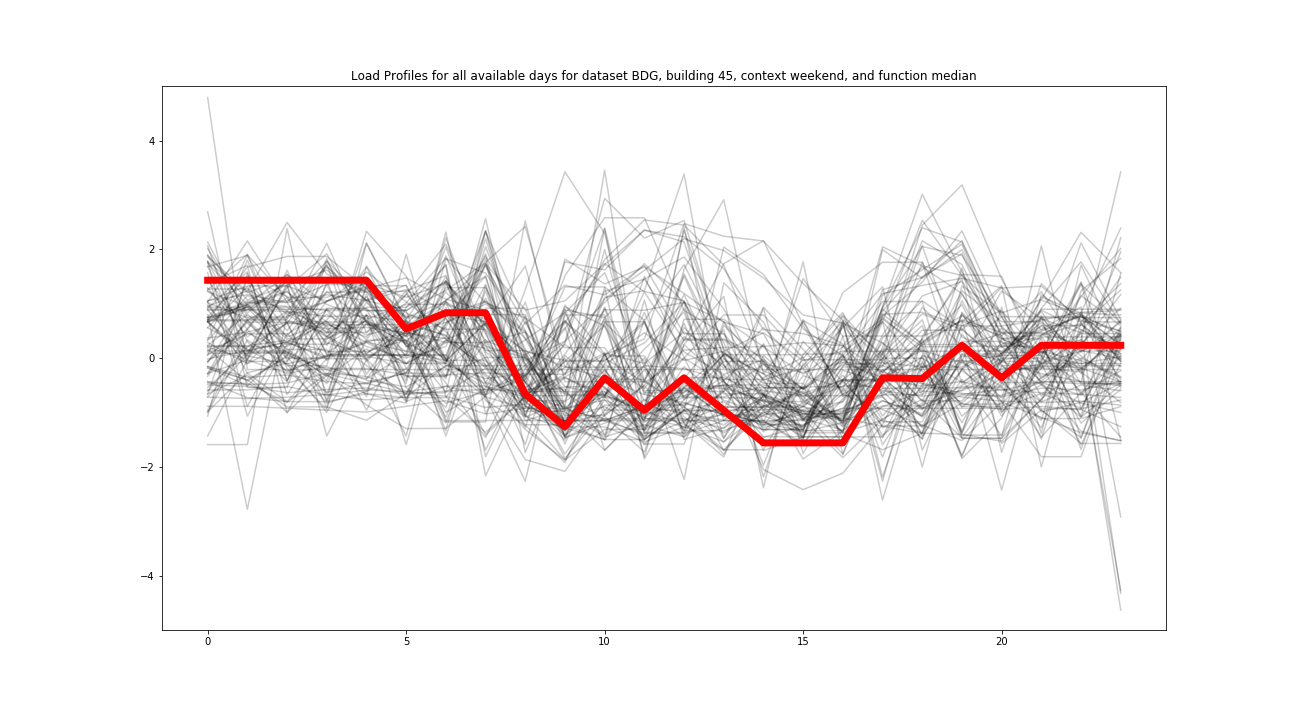 Load Profiles for all available days for dataset BDG, building 45, context weekend, and function median
4
2
0
−2
−4
0 5 10 15 20